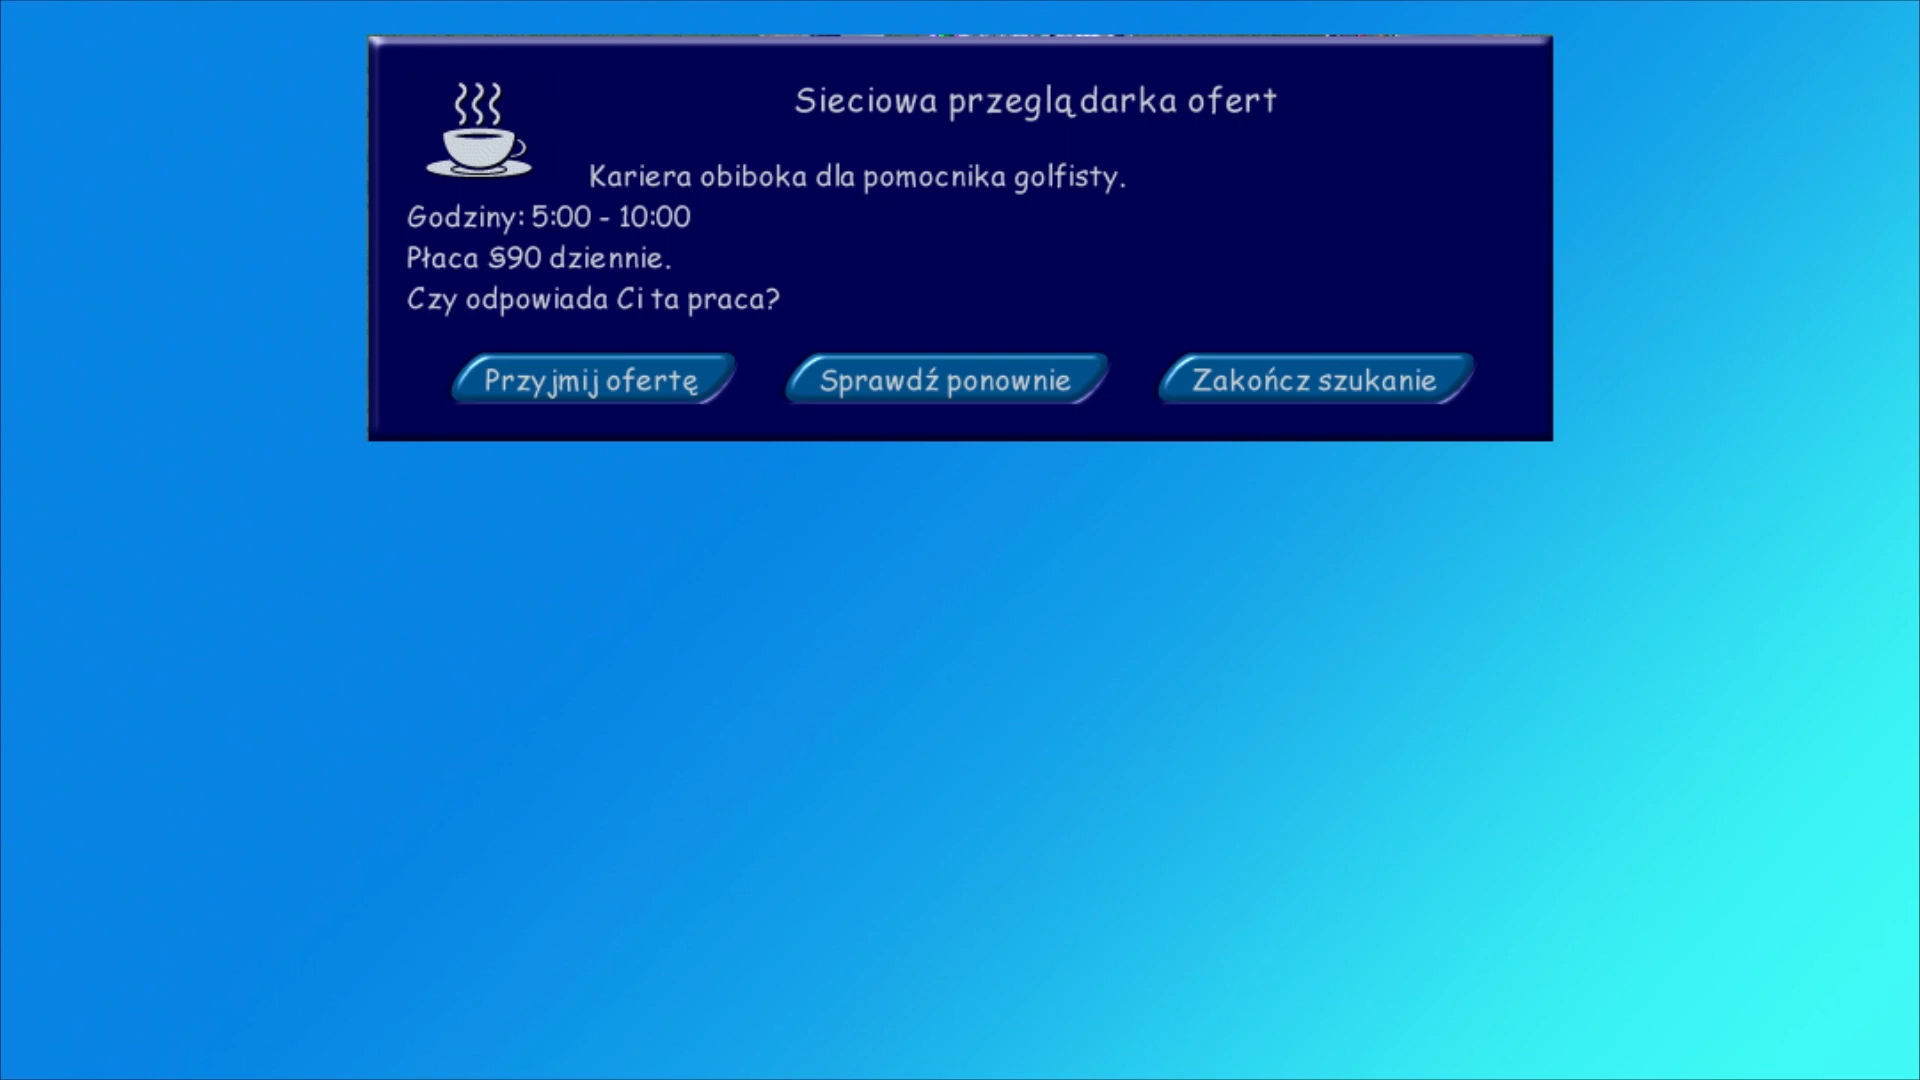 Sieciowa przeglądarka ofert
Kariera obiboka dla pomocnika golfisty.
Godziny: 5:00 - 10:00
Płaca §90 dziennie.
Czy odpowiada Ci ta praca?
Przyjmij ofertę
Sprawdź ponownie
Zakończ szukanie